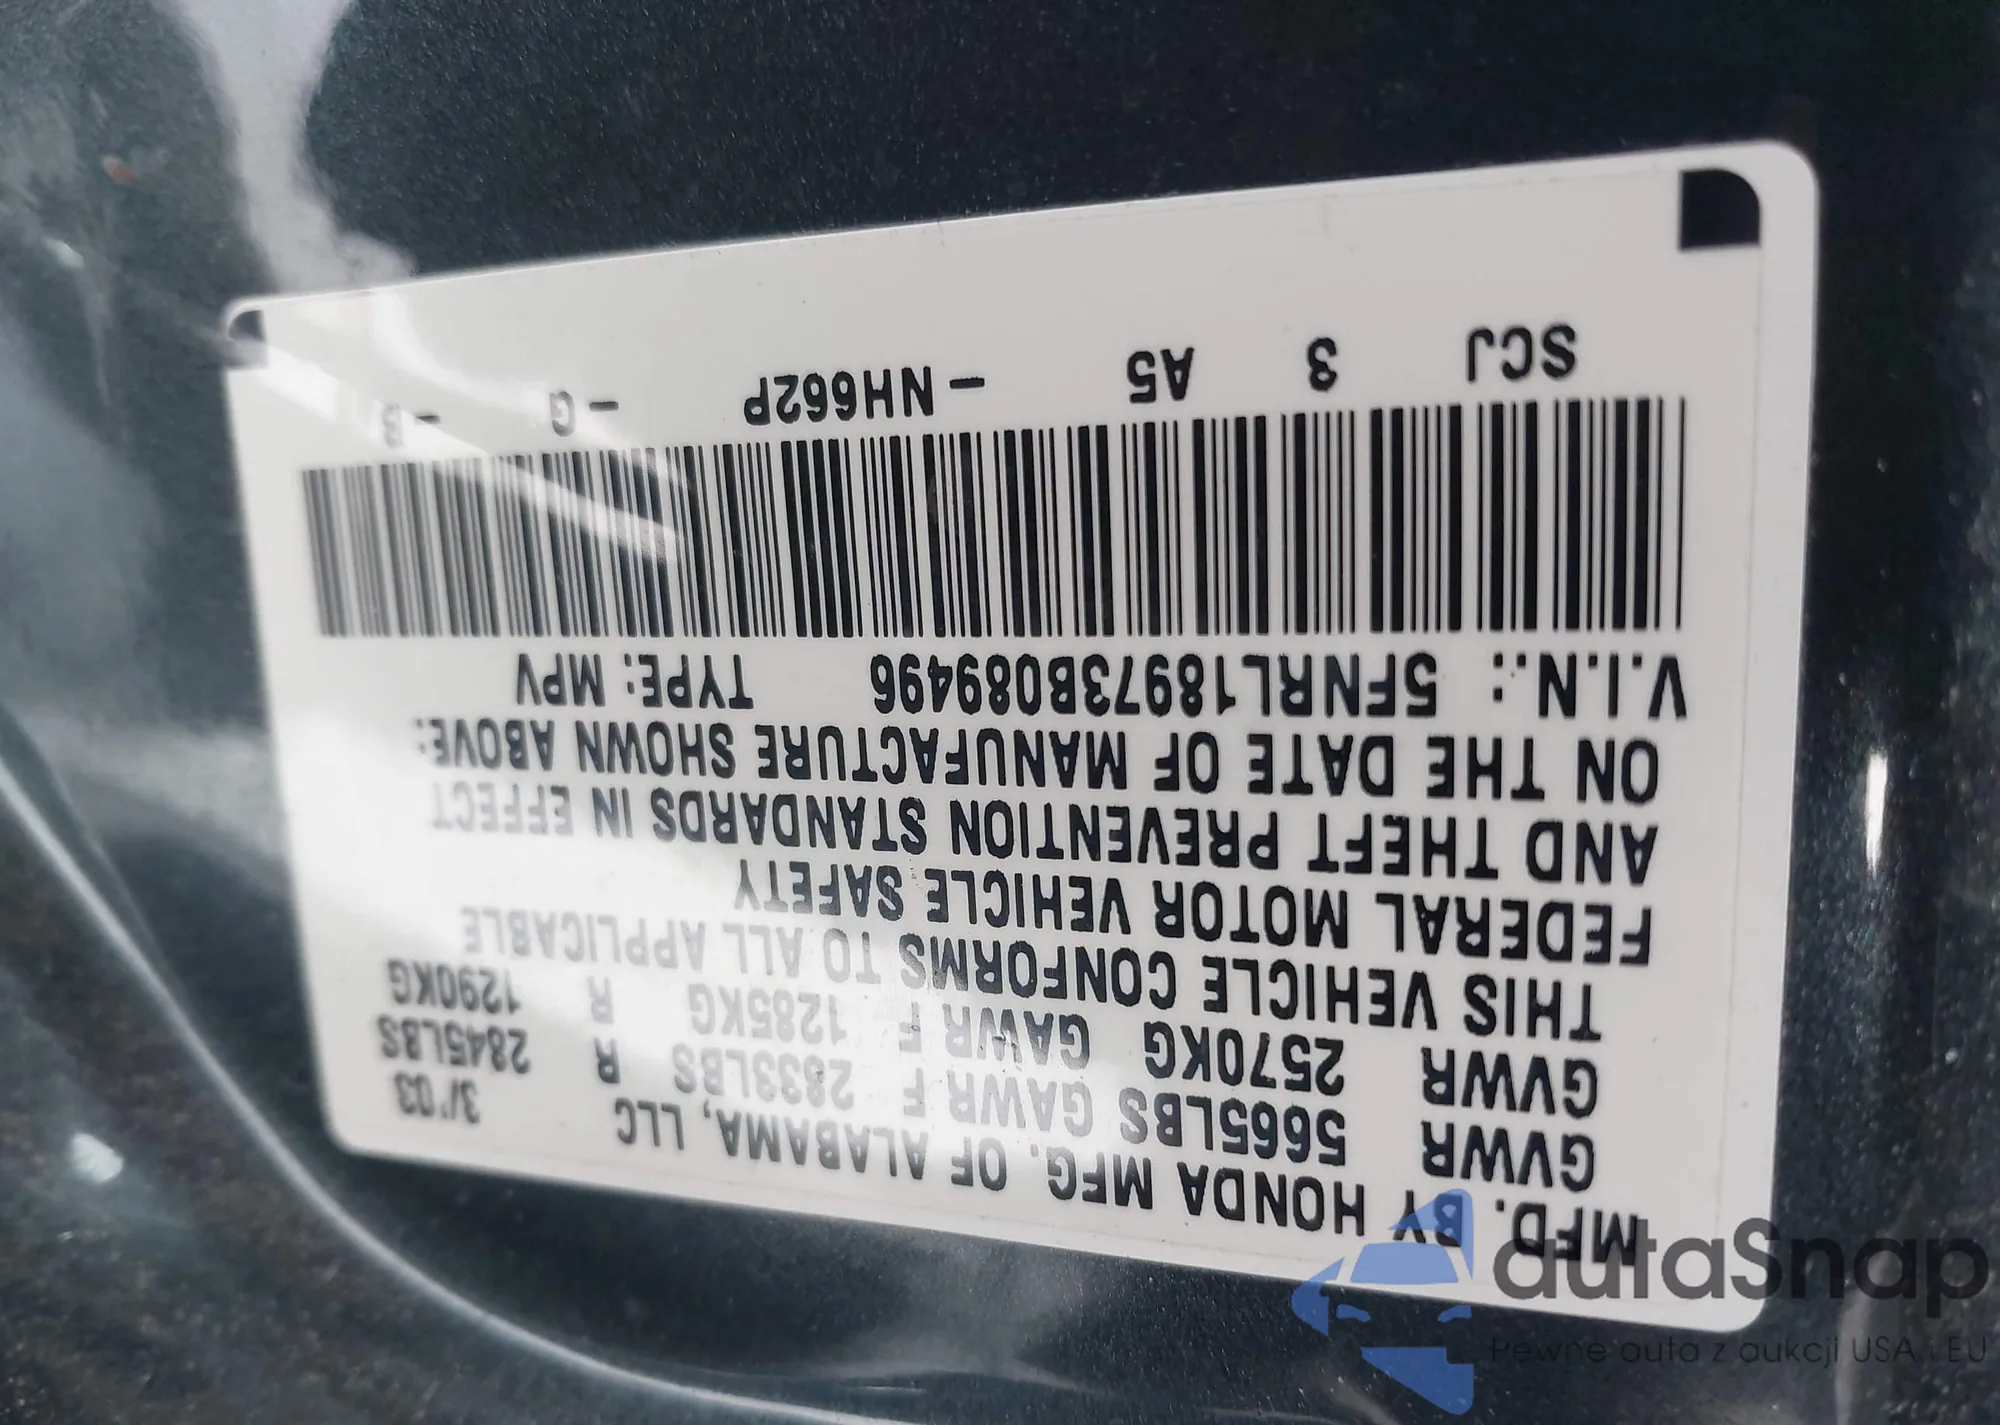 MFD. BY HONDA MFG. OF ALABAMA, LLC 3/'03
GVWR 5665LBS GAWR F 2833LBS R 2845LBS
GVWR 2570KG GAWR F 1285KG R 1290KG
THIS VEHICLE CONFORMS TO ALL APPLICABLE
FEDERAL MOTOR VEHICLE SAFETY
AND THEFT PREVENTION STANDARDS IN EFFECT
ON THE DATE OF MANUFACTURE SHOWN ABOVE:
V.I.N.: 5FNRL18973B089496 TYPE: MPV
SCJ 3 A5 - NH662P - G - B
autaSnap
Pewne auta z aukcji USA i EU